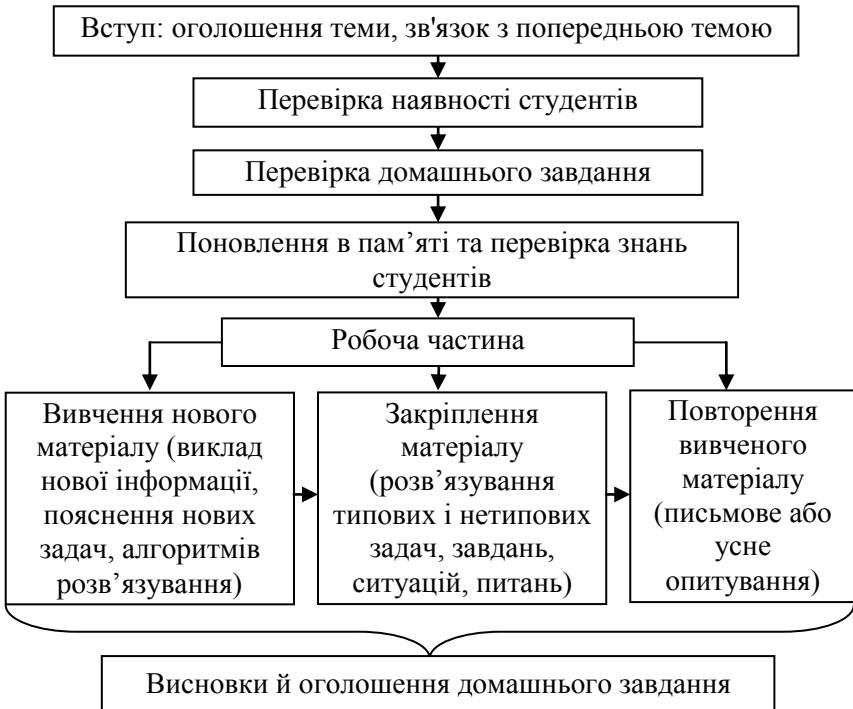 Вступ: оголошення теми, зв'язок з попередньою темою
Перевірка наявності студентів
Перевірка домашнього завдання
Поновлення в пам’яті та перевірка знань
студентів
Робоча частина
Вивчення нового
матеріалу (виклад
нової інформації,
пояснення нових
задач, алгоритмів
розв’язування)
Закріплення
матеріалу
(розв’язування
типових і нетипових
задач, завдань,
ситуацій, питань)
Повторення
вивченого
матеріалу
(письмове або
усне
опитування)
Висновки й оголошення домашнього завдання